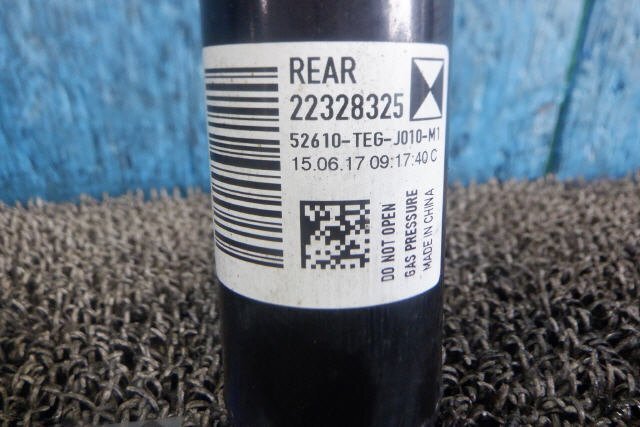 REAR
22328325
52610-TEG-J010-M1
15.06.17 09:17:40 C
DO NOT OPEN
GAS PRESSURE
MADE IN CHINA